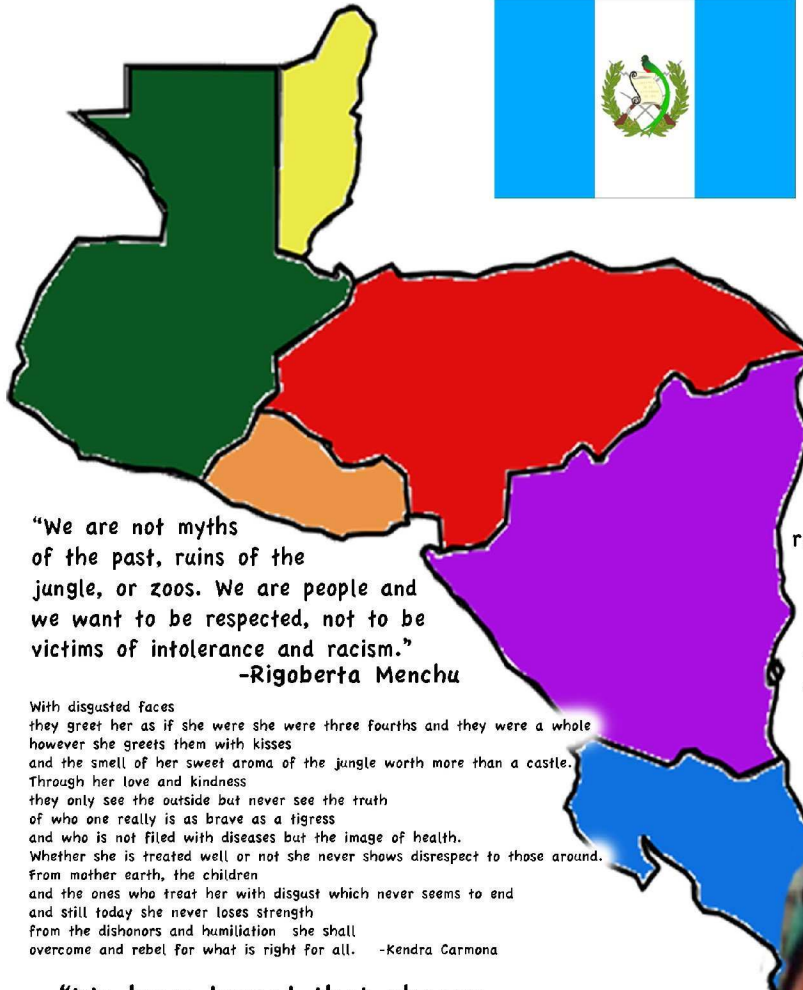 “We are not myths
of the past, ruins of the
jungle, or zoos. We are people and
we want to be respected, not to be
victims of intolerance and racism.”
-Rigoberta Menchu
With disgusted faces
they greet her as if she were she were three fourths and they were a whole
however she greets them with kisses
and the smell of her sweet aroma of the jungle worth more than a castle.
Through her love and kindness
they only see the outside but never see the truth
of who one really is as brave as a tigress
and who is not filed with diseases but the image of health.
Whether she is treated well or not she never shows disrespect to those around.
From mother earth, the children
and the ones who treat her with disgust which never seems to end
and still today she never loses strength
from the dishonors and humiliation she shall
overcome and rebel for what is right for all. -Kendra Carmona
r